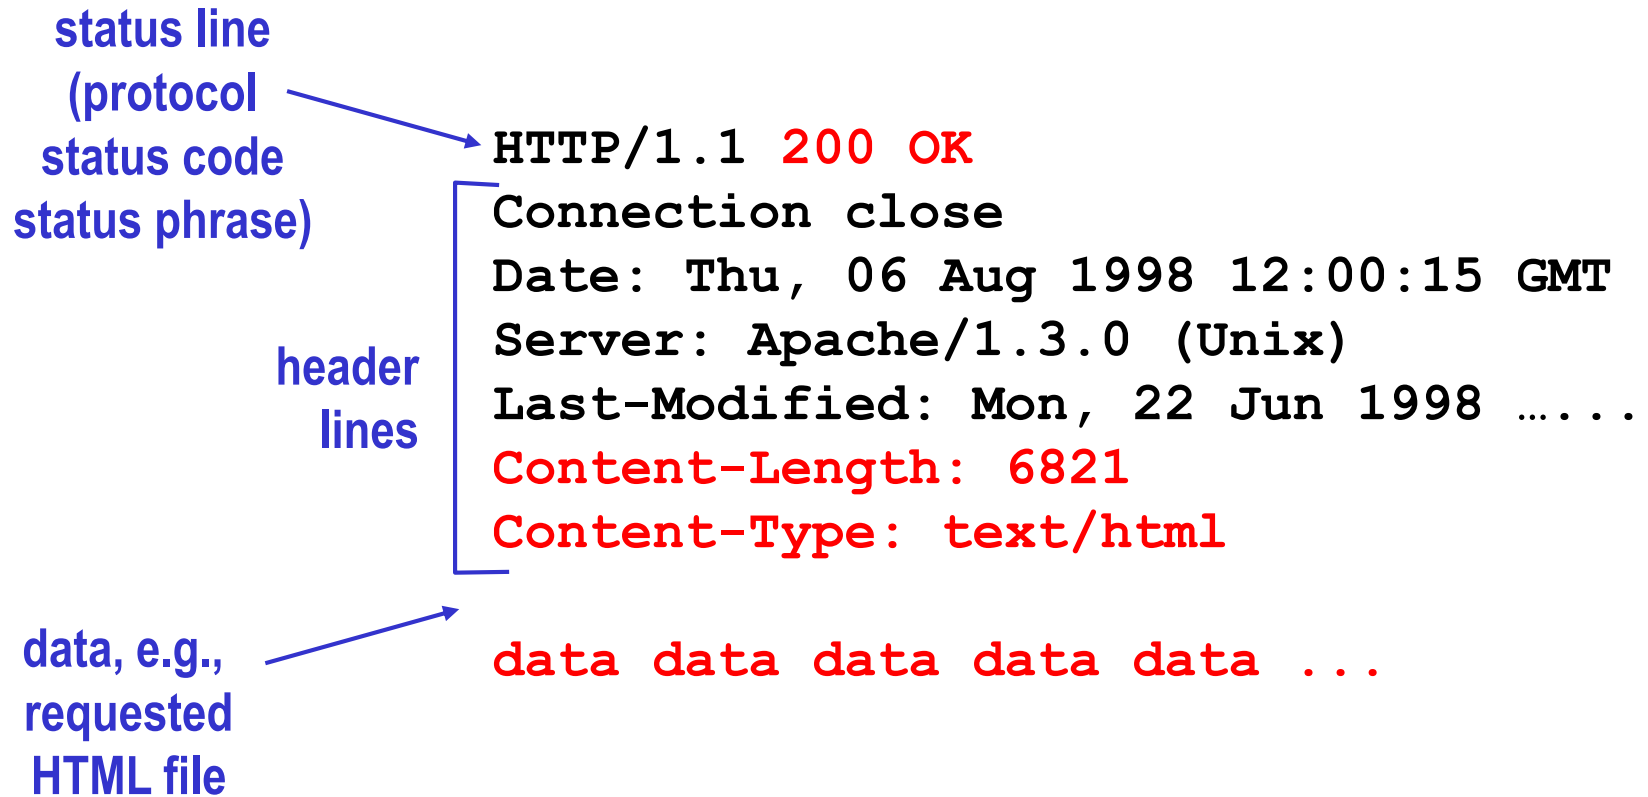 status line
(protocol
status code
status phrase)
HTTP/1.1 200 OK
Connection close
Date: Thu, 06 Aug 1998 12:00:15 GMT
Server: Apache/1.3.0 (Unix)
Last-Modified: Mon, 22 Jun 1998 …...
Content-Length: 6821
Content-Type: text/html
header
lines
data data data data data ...
data, e.g.,
requested
HTML file